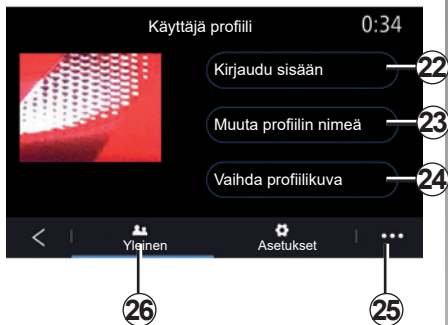 Käyttäjä profiili 0:34
Kirjaudu sisään 22
Muuta profiilin nimeä 23
Vaihda profiilikuva 24
Yleinen Asetukset
26 25